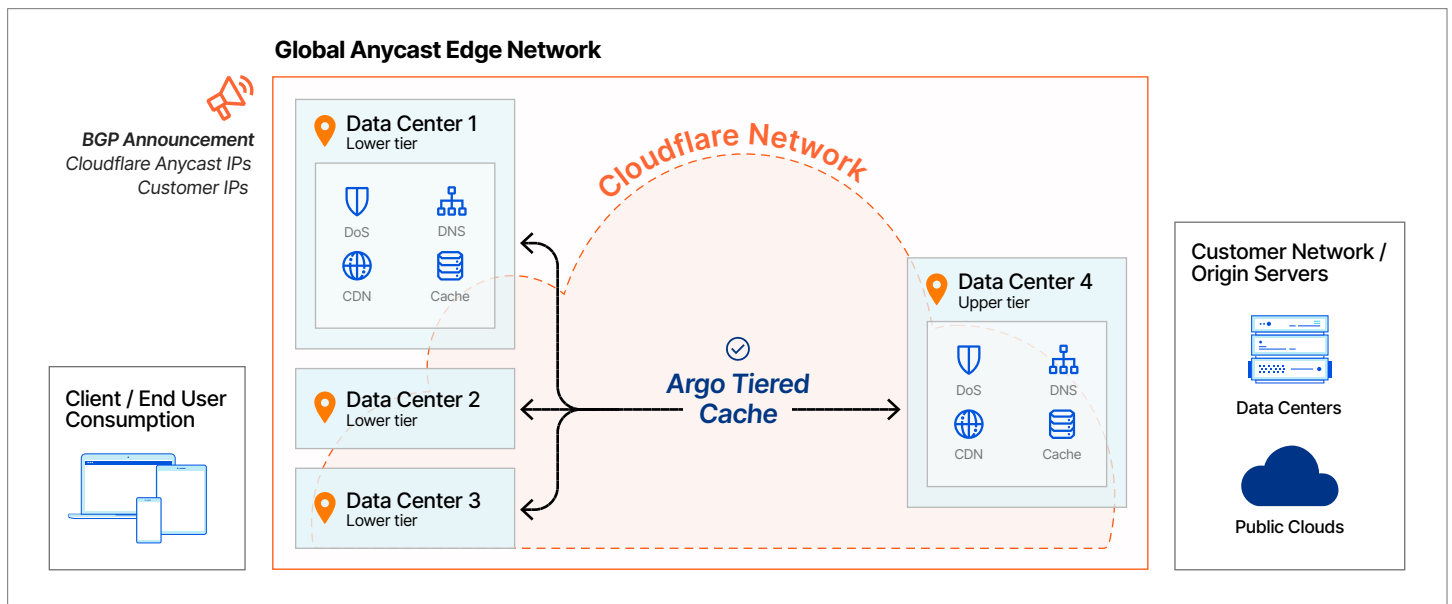 Global Anycast Edge Network
BGP Announcement
Cloudflare Anycast IPs
Customer IPs
Data Center 1
Lower tier
DoS
DNS
CDN
Cache
Data Center 2
Lower tier
Data Center 3
Lower tier
Cloudflare Network
Argo Tiered
Cache
Data Center 4
Upper tier
DoS
DNS
CDN
Cache
Client / End User
Consumption
Customer Network /
Origin Servers
Data Centers
Public Clouds